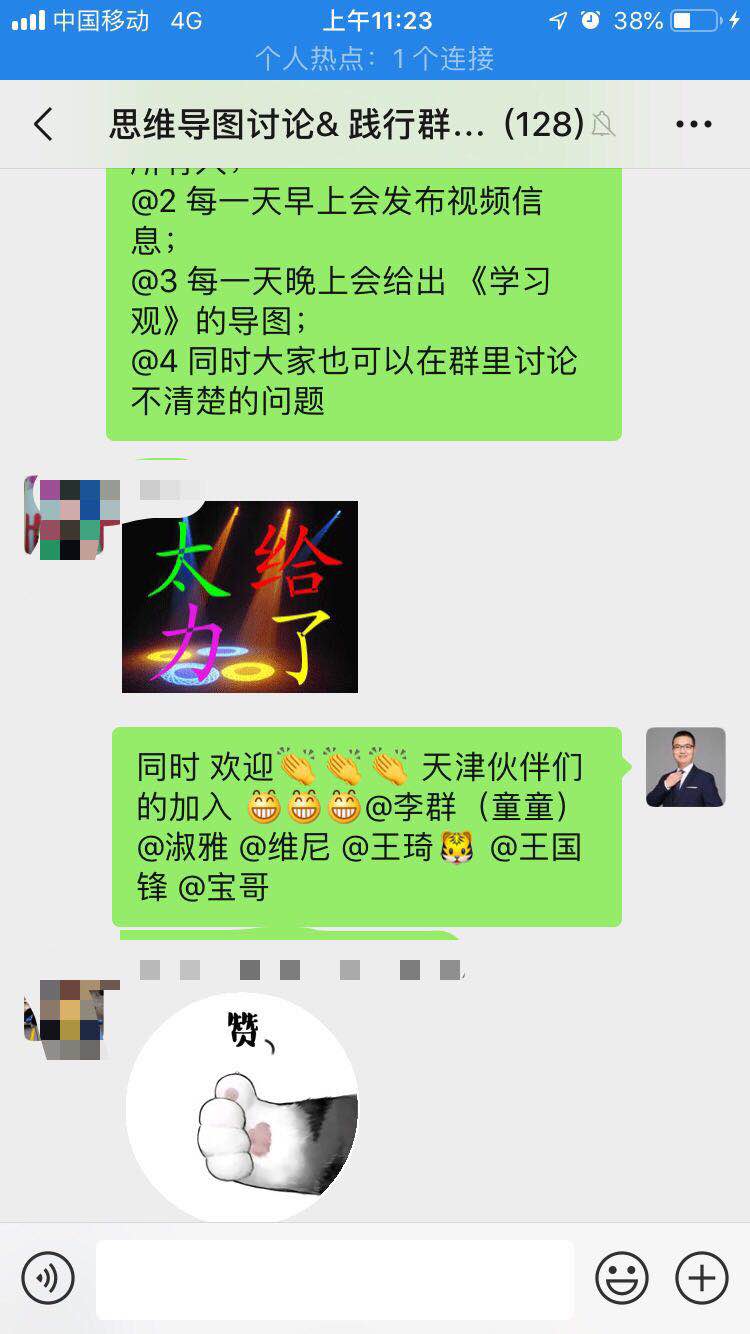 中国移动 4G 上午11:23 38%
个人热点：1个连接
思维导图讨论& 践行群... (128)
@2 每一天早上会发布视频信
息；
@3 每一天晚上会给出 《学习
观》的导图；
@4 同时大家也可以在群里讨论
不清楚的问题
太给
力了
同时 欢迎👏👏👏 天津伙伴们
的加入 😁😁😁@李群（童童）
@淑雅 @维尼 @王琦🐯 @王国
锋 @宝哥
赞、